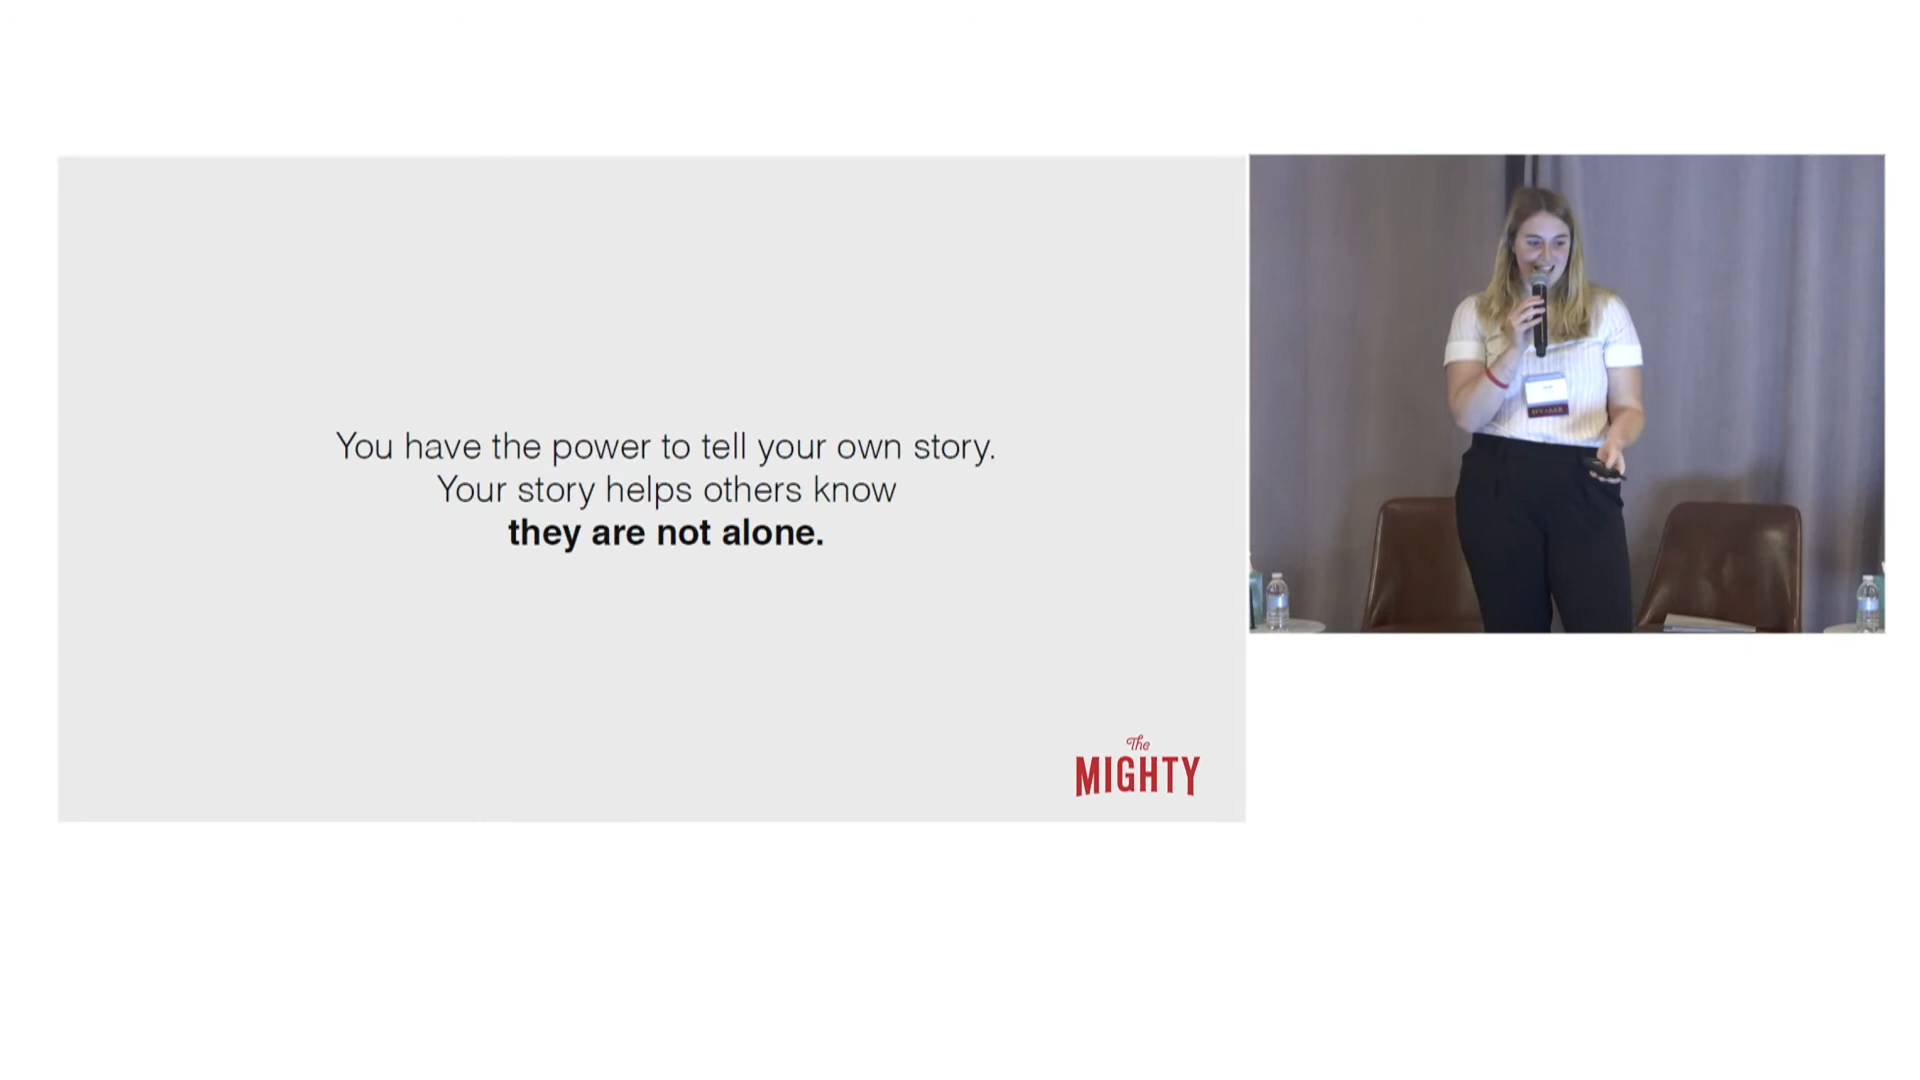 You have the power to tell your own story.
Your story helps others know
they are not alone.
The
MIGHTY
SPEAKER